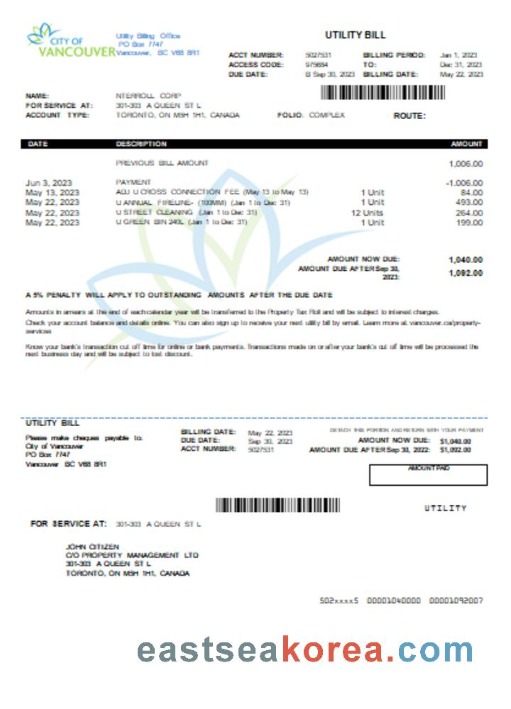 CITY OF
VANCOUVER
Utility Billing Office
PO Box 7747
Vancouver, BC V6B 8R1
UTILITY BILL
ACCT NUMBER: 5027531 BILLING PERIOD: Jan 1, 2023
ACCESS CODE: 975684 TO: Dec 31, 2023
DUE DATE: Sep 30, 2023 BILLING DATE: May 22, 2023
NAME: NTERROLL CORP
FOR SERVICE AT: 301-303 A QUEEN ST L
ACCOUNT TYPE: TORONTO, ON M5H 1H1, CANADA FOLIO: COMPLEX ROUTE:
DATE DESCRIPTION AMOUNT
PREVIOUS BILL AMOUNT 1,006.00
Jun 3, 2023 PAYMENT -1.006.00
May 13, 2023 ADJ U CROSS CONNECTION FEE (May 13 to May 13) 1 Unit 84.00
May 22, 2023 U ANNUAL FIRELINE- (100MM) (Jan 1 to Dec 31) 1 Unit 493.00
May 22, 2023 U STREET CLEANING (Jan 1 to Dec 31) 12 Units 264.00
May 22, 2023 U GREEN BIN 240L (Jan 1 to Dec 31) 1 Unit 199.00
AMOUNT NOW DUE: 1,040.00
AMOUNT DUE AFTER Sep 30, 2023: 1,092.00
A 5% PENALTY WILL APPLY TO OUTSTANDING AMOUNTS AFTER THE DUE DATE
Amounts in arrears at the end of each calendar year will be transferred to the Property Tax Roll and will be subject to interest charges.
Check your account balance and details online. You can also sign up to receive your next utility bill by email. Learn more at vancouver.ca/property-
services
Know your bank's transaction cut off time for online or bank payments. Transactions made on or after your bank's cut off time will be processed the
next business day and will be subject to lost discount.
UTILITY BILL
Please make cheques payable to.
City of Vancouver
PO Box 7747
Vancouver BC V6B 8R1
BILLING DATE: May 22, 2023
DUE DATE: Sep 30, 2023
ACCT NUMBER: 5027531
DETACH THIS PORTION AND RETURN WITH YOUR PAYMENT
AMOUNT NOW DUE: $1,040.00
AMOUNT DUE AFTER Sep 30, 2022: $1,092.00
AMOUNT PAID
UTILITY
FOR SERVICE AT: 301-303 A QUEEN ST L
JOHN CITIZEN
C/O PROPERTY MANAGEMENT LTD
301-303 A QUEEN ST L
TORONTO, ON M5H 1H1, CANADA
502xxxx5 00001040000 00001092007
eastseakorea.com